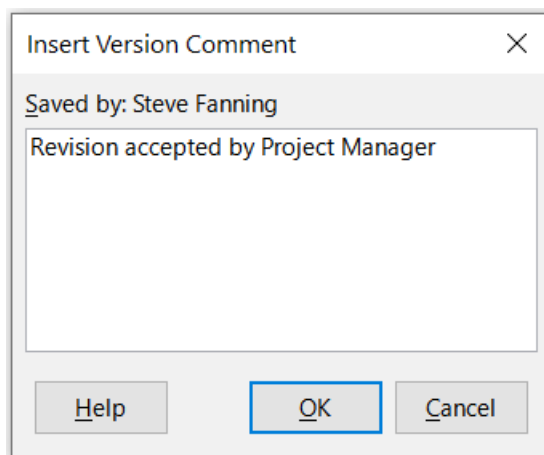 Insert Version Comment
Saved by: Steve Fanning
Revision accepted by Project Manager
Help
OK
Cancel